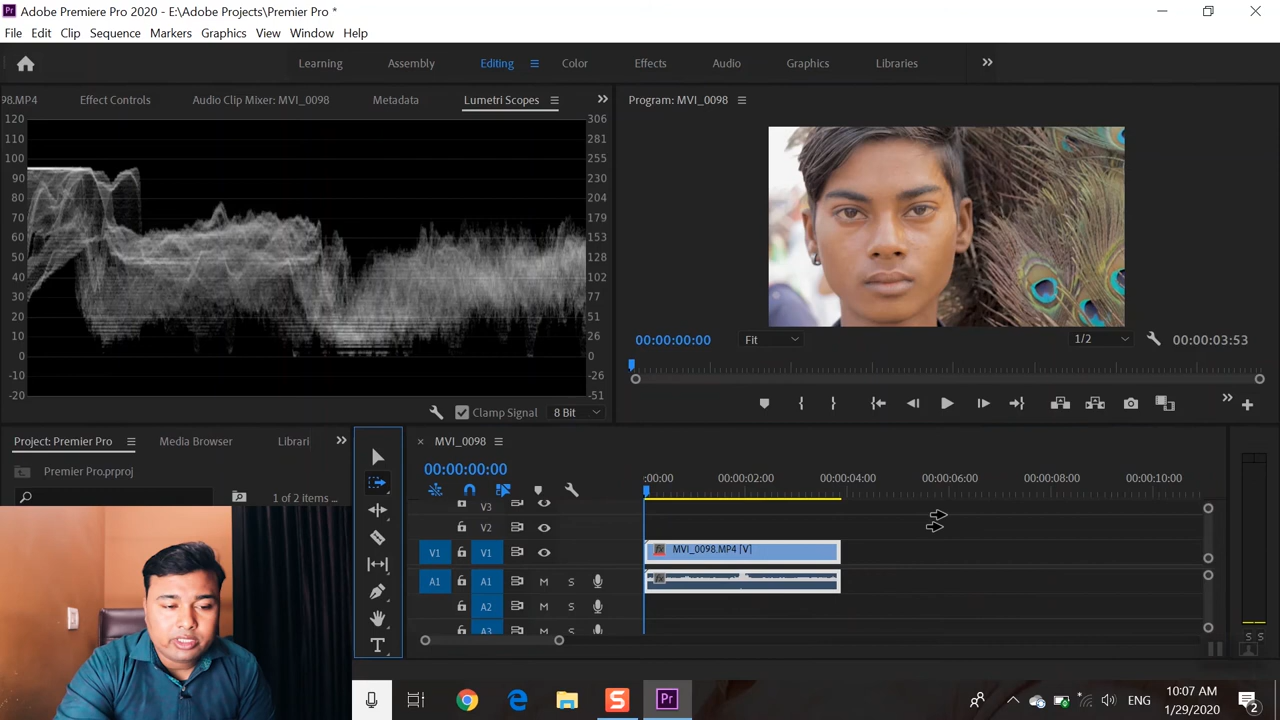 Adobe Premiere Pro 2020 - E:\Adobe Projects\Premier Pro *
File Edit Clip Sequence Markers Graphics View Window Help
Learning Assembly Editing Color Effects Audio Graphics Libraries
98.MP4 Effect Controls Audio Clip Mixer: MVI_0098 Metadata Lumetri Scopes
Program: MVI_0098
120 306
110 281
100 255
90 230
80 204
70 179
60 153
50 128
40 102
30 77
20 51
10 26
0 0
-10 -26
-20 -51
Clamp Signal 8 Bit
00:00:00:00 Fit 1/2 00:00:03:53
Project: Premier Pro Media Browser Librari
Premier Pro.prproj
1 of 2 items ...
MVI_0098
00:00:00:00
:00:00 00:00:02:00 00:00:04:00 00:00:06:00 00:00:08:00 00:00:10:00
V3
V2
V1 V1 fx MVI_0098.MP4 [V]
A1 A1 M S fx
A2 M S
A3 M S
T
S S
S Pr
ENG
10:07 AM
1/29/2020
2